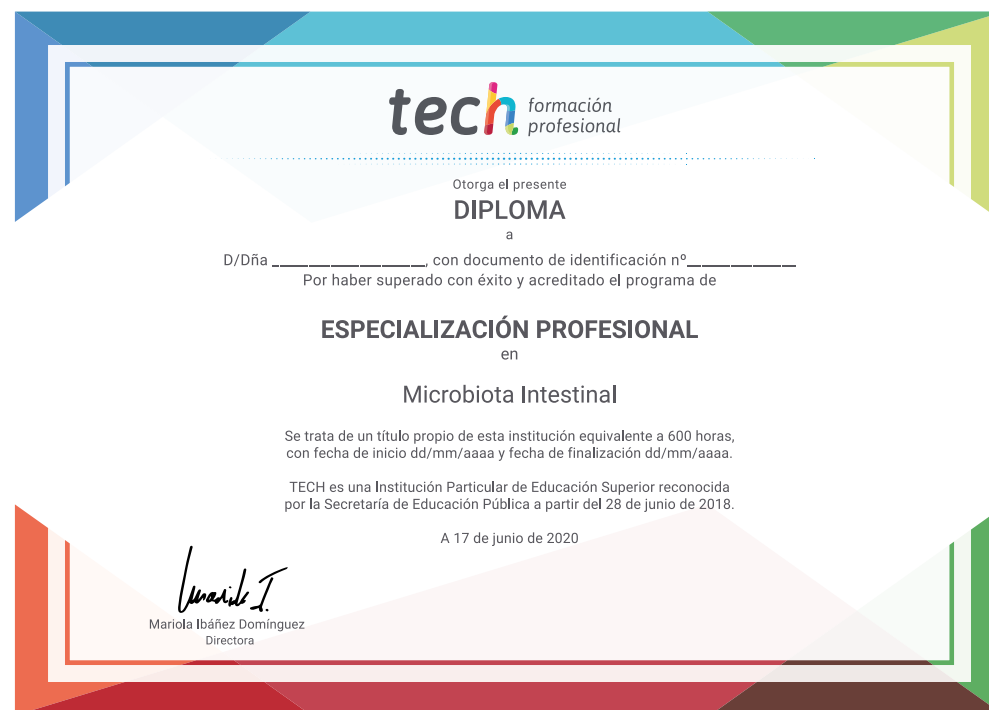 tech formación
profesional
Otorga el presente
DIPLOMA
a
D/Dña ____________________, con documento de identificación nº______________
Por haber superado con éxito y acreditado el programa de
ESPECIALIZACIÓN PROFESIONAL
en
Microbiota Intestinal
Se trata de un título propio de esta institución equivalente a 600 horas,
con fecha de inicio dd/mm/aaaa y fecha de finalización dd/mm/aaaa.
TECH es una Institución Particular de Educación Superior reconocida
por la Secretaría de Educación Pública a partir del 28 de junio de 2018.
A 17 de junio de 2020
Mariola Ibáñez Domínguez
Directora